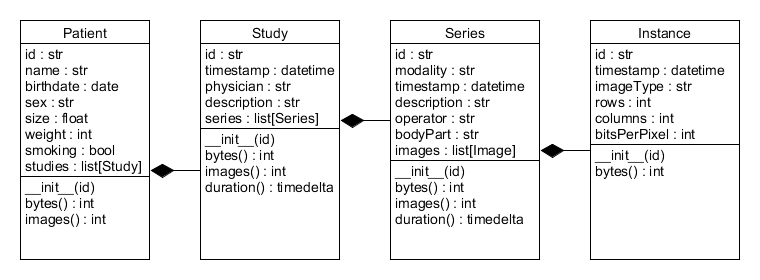 Patient
id : str
name : str
birthdate : date
sex : str
size : float
weight : int
smoking : bool
studies : list[Study]
__init__(id)
bytes() : int
images() : int
Study
id : str
timestamp : datetime
physician : str
description : str
series : list[Series]
__init__(id)
bytes() : int
images() : int
duration() : timedelta
Series
id : str
modality : str
timestamp : datetime
description : str
operator : str
bodyPart : str
images : list[Image]
__init__(id)
bytes() : int
images() : int
duration() : timedelta
Instance
id : str
timestamp : datetime
imageType : str
rows : int
columns : int
bitsPerPixel : int
__init__(id)
bytes() : int